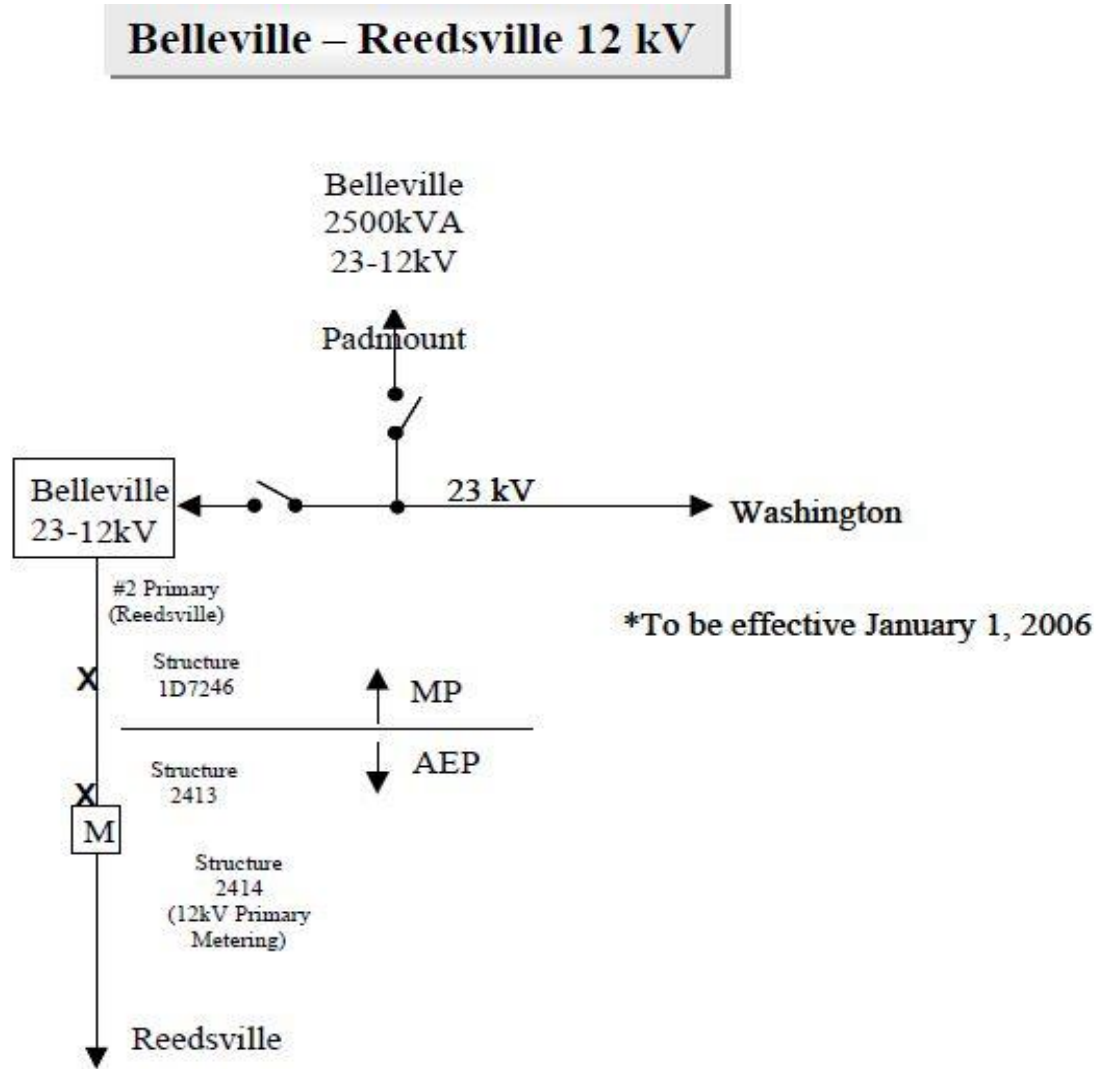 Belleville – Reedsville 12 kV
Belleville
2500kVA
23-12kV
Padmount
Belleville
23-12kV
23 kV
Washington
#2 Primary
(Reedsville)
*To be effective January 1, 2006
X
Structure
1D7246
MP
AEP
Structure
2413
X
M
Structure
2414
(12kV Primary
Metering)
Reedsville